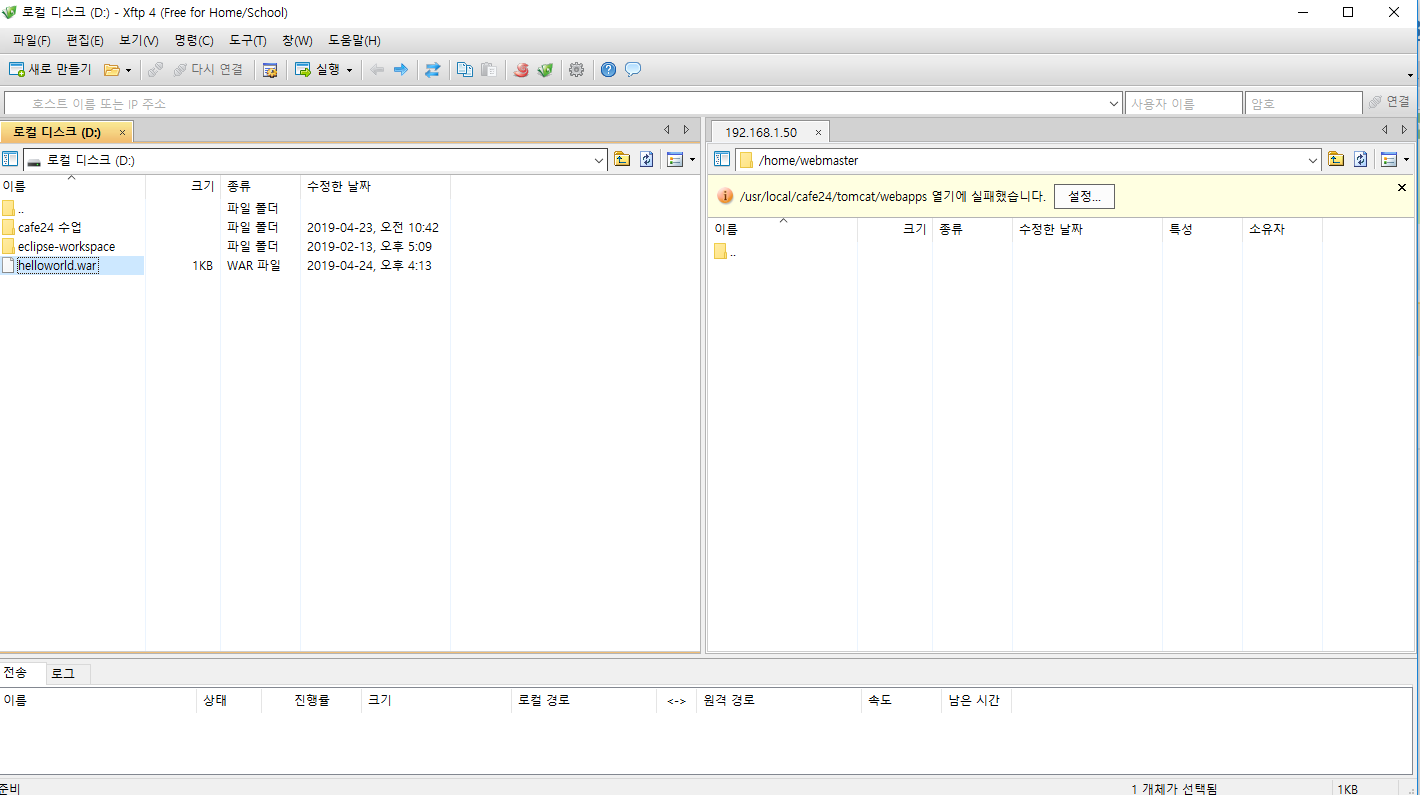 로컬 디스크 (D:) - Xftp 4 (Free for Home/School)
파일(F) 편집(E) 보기(V) 명령(C) 도구(T) 창(W) 도움말(H)
새로 만들기 다시 연결 실행
호스트 이름 또는 IP 주소 사용자 이름 암호 연결
로컬 디스크 (D:)
로컬 디스크 (D:)
이름 크기 종류 수정한 날짜
.. 파일 폴더
cafe24 수업 파일 폴더 2019-04-23, 오전 10:42
eclipse-workspace 파일 폴더 2019-02-13, 오후 5:09
helloworld.war 1KB WAR 파일 2019-04-24, 오후 4:13
192.168.1.50
/home/webmaster
/usr/local/cafe24/tomcat/webapps 열기에 실패했습니다. 설정...
이름 크기 종류 수정한 날짜 특성 소유자
..
전송 로그
이름 상태 진행률 크기 로컬 경로 <-> 원격 경로 속도 남은 시간
준비 1 개체가 선택됨 1KB